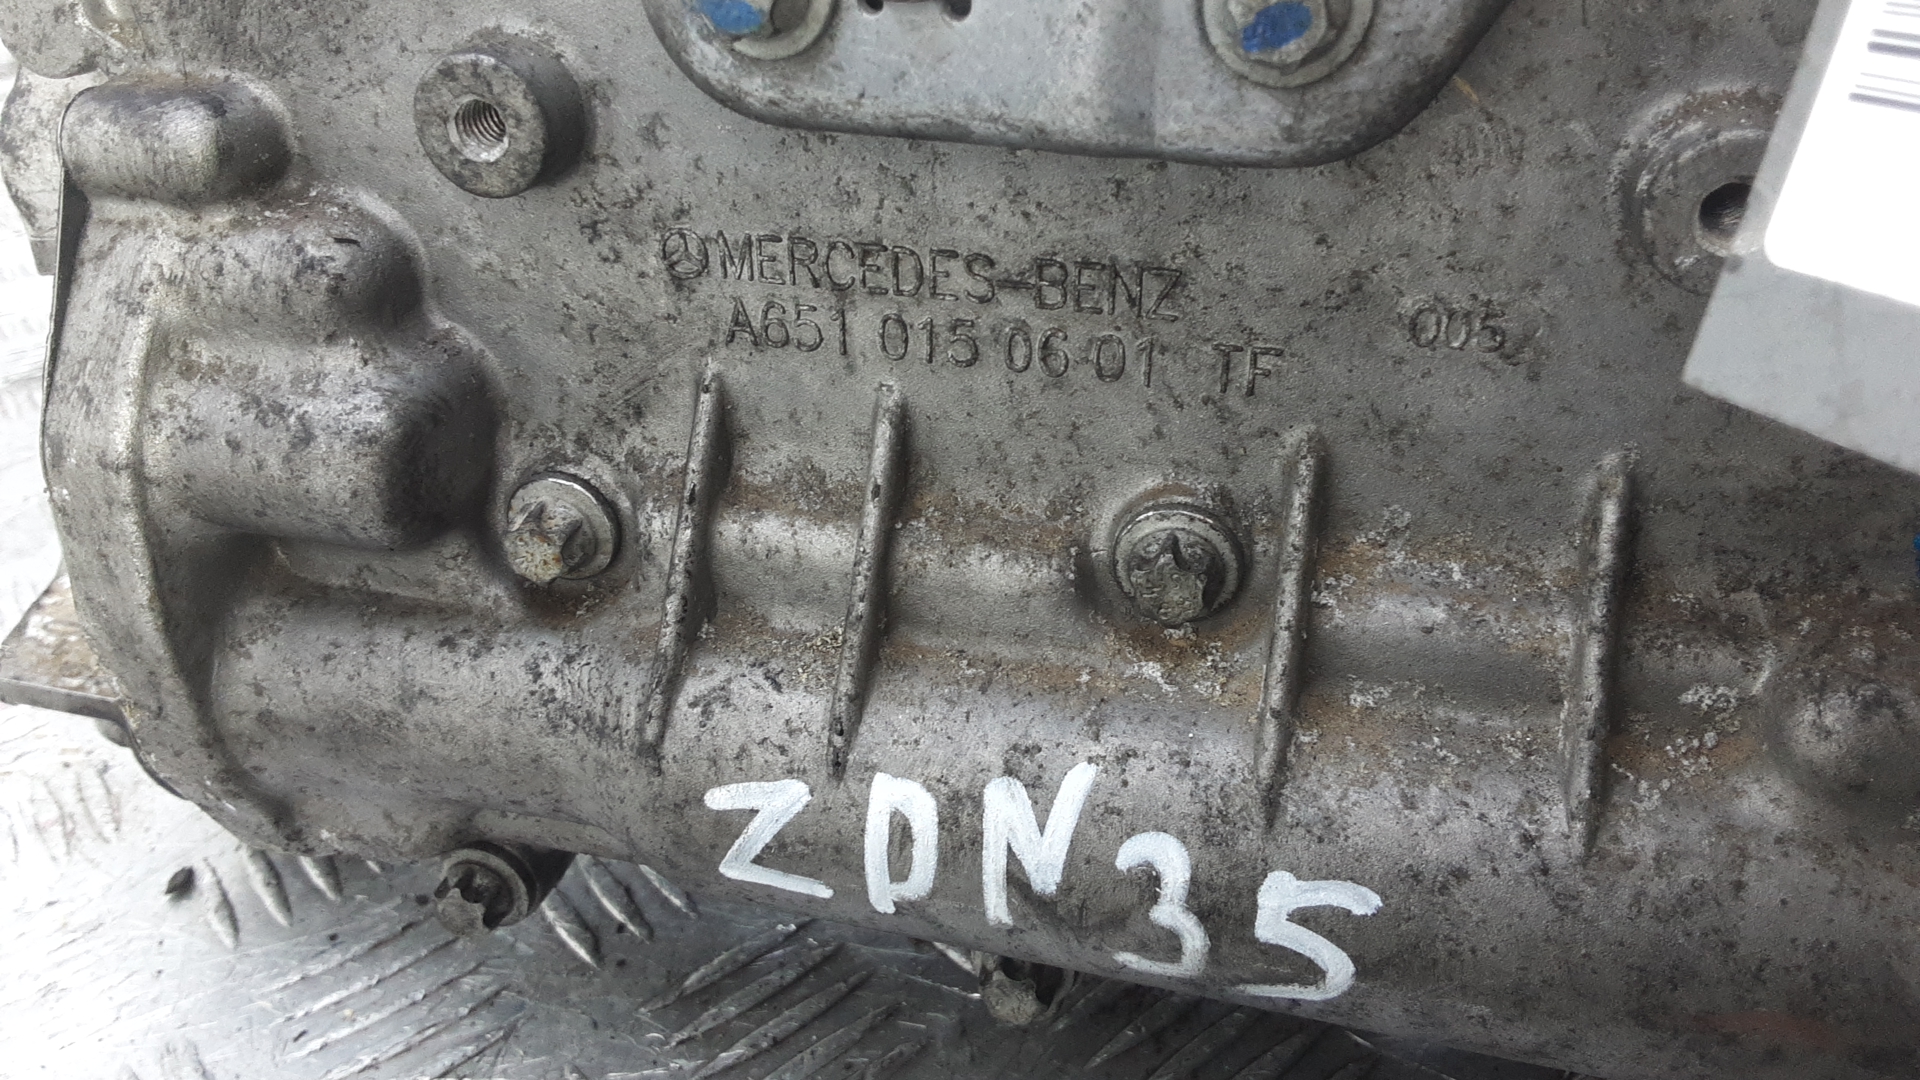 MERCEDES-BENZ
A651 015 06 01 TF 005
ZDN35